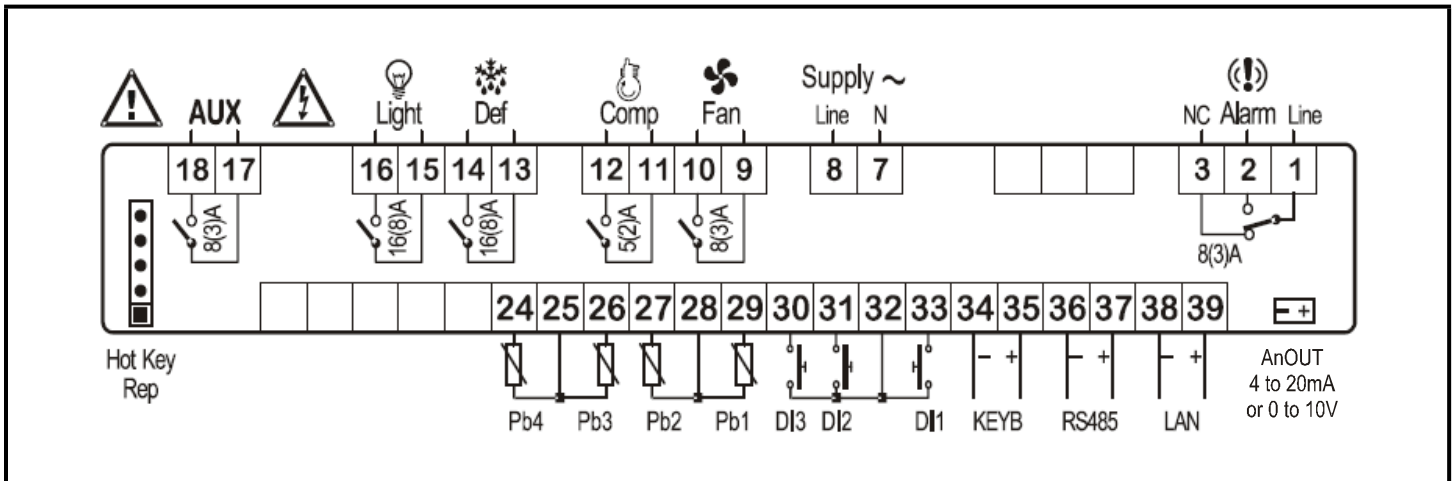 Supply ~
AUX Light Def Comp Fan Line N NC Alarm Line
18 17 16 15 14 13 12 11 10 9 8 7 3 2 1
8(3)A 16(8)A 16(8)A 5(2)A 8(3)A 8(3)A
24 25 26 27 28 29 30 31 32 33 34 35 36 37 38 39 - +
- + - + - +
Hot Key
Rep
Pb4 Pb3 Pb2 Pb1 DI3 DI2 DI1 KEYB RS485 LAN
AnOUT
4 to 20mA
or 0 to 10V